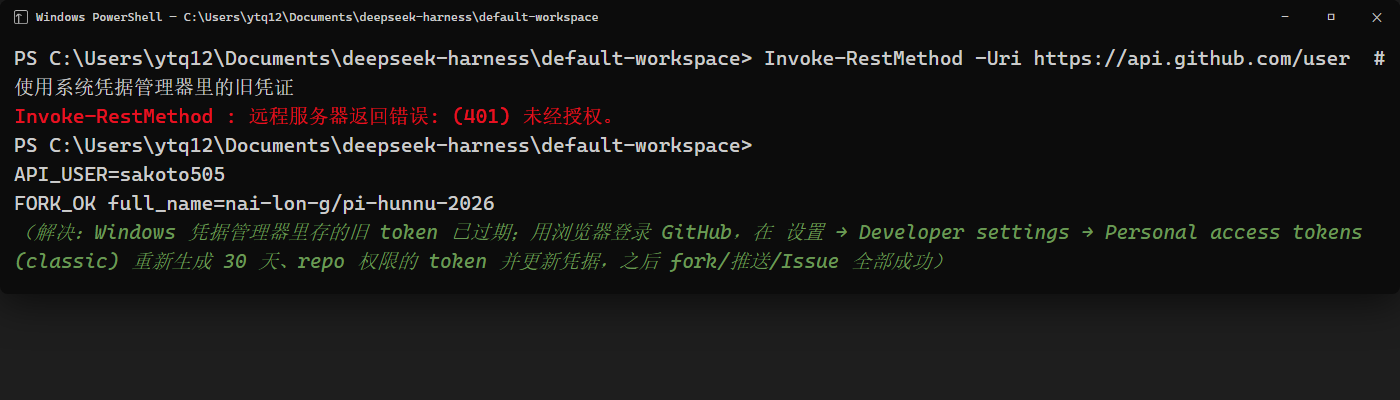 Windows PowerShell — C:\Users\ytq12\Documents\deepseek-harness\default-workspace
PS C:\Users\ytq12\Documents\deepseek-harness\default-workspace> Invoke-RestMethod -Uri https://api.github.com/user  #
使用系统凭据管理器里的旧凭证
Invoke-RestMethod : 远程服务器返回错误: (401) 未经授权。
PS C:\Users\ytq12\Documents\deepseek-harness\default-workspace>
API_USER=sakoto505
FORK_OK full_name=nai-lon-g/pi-hunnu-2026
（解决：Windows 凭据管理器里存的旧 token 已过期；用浏览器登录 GitHub，在 设置 → Developer settings → Personal access tokens
(classic) 重新生成 30 天、repo 权限的 token 并更新凭据，之后 fork/推送/Issue 全部成功）